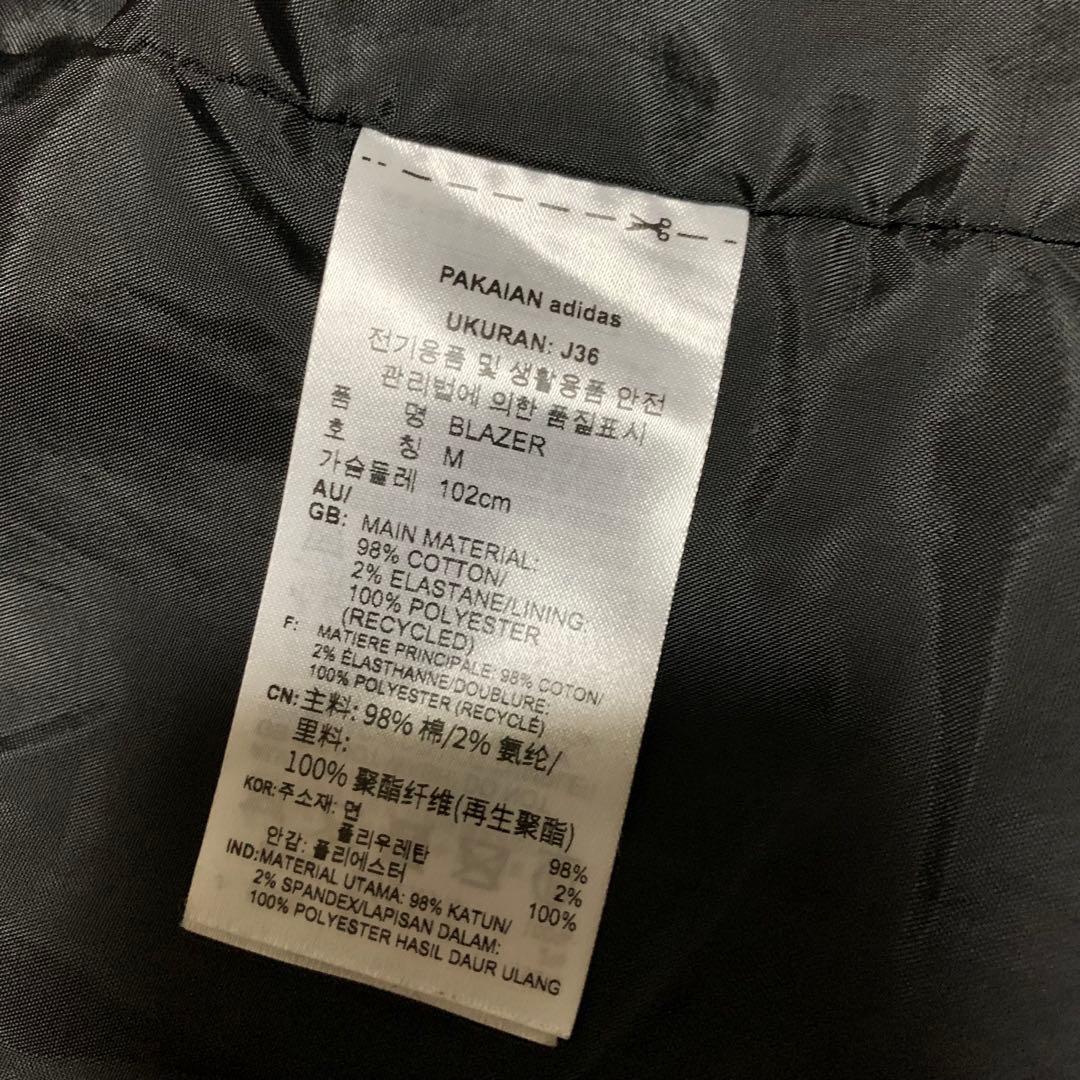 PAKAIAN adidas
UKURAN: J36
전기용품 및 생활용품 안전
관리법에 의한 품질표시
품 명 BLAZER
호 칭 M
가슴둘레 102cm
AU/
GB: MAIN MATERIAL:
98% COTTON/
2% ELASTANE/LINING:
100% POLYESTER
(RECYCLED)
F: MATIERE PRINCIPALE: 98% COTON/
2% ÉLASTHANNE/DOUBLURE:
100% POLYESTER (RECYCLÉ)
CN: 主料: 98% 棉/2% 氨纶/
里料:
100% 聚酯纤维(再生聚酯)
KOR: 주소재: 면 98%
폴리우레탄 2%
안감: 폴리에스터 100%
IND: MATERIAL UTAMA: 98% KATUN/
2% SPANDEX/LAPISAN DALAM:
100% POLYESTER HASIL DAUR ULANG